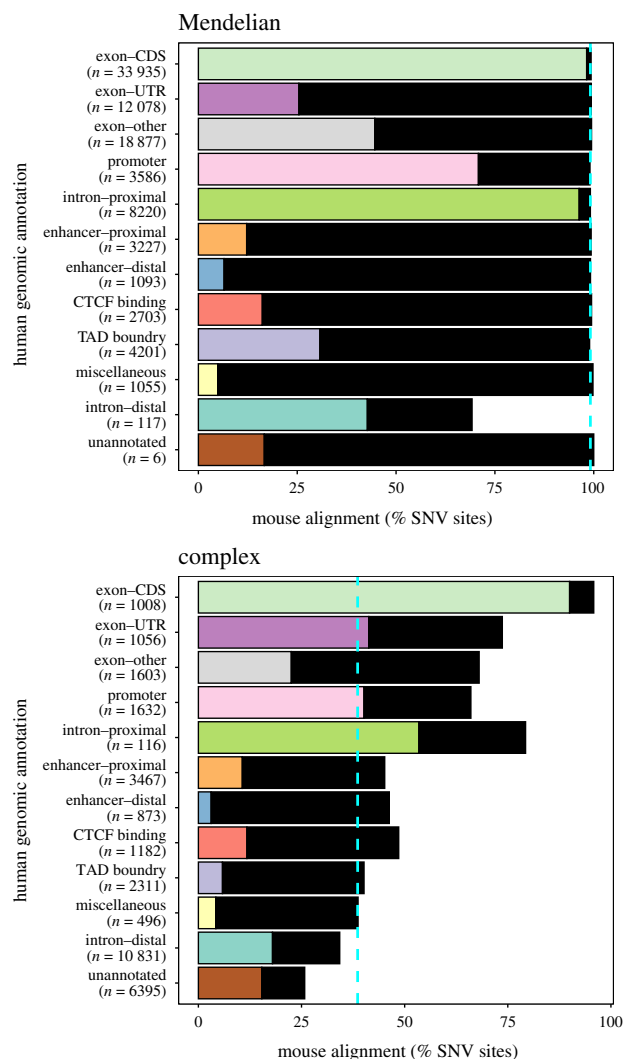 Mendelian
human genomic annotation
exon–CDS
(n = 33 935)
exon–UTR
(n = 12 078)
exon–other
(n = 18 877)
promoter
(n = 3586)
intron–proximal
(n = 8220)
enhancer–proximal
(n = 3227)
enhancer–distal
(n = 1093)
CTCF binding
(n = 2703)
TAD boundry
(n = 4201)
miscellaneous
(n = 1055)
intron–distal
(n = 117)
unannotated
(n = 6)
0 25 50 75 100
mouse alignment (% SNV sites)
complex
human genomic annotation
exon–CDS
(n = 1008)
exon–UTR
(n = 1056)
exon–other
(n = 1603)
promoter
(n = 1632)
intron–proximal
(n = 116)
enhancer–proximal
(n = 3467)
enhancer–distal
(n = 873)
CTCF binding
(n = 1182)
TAD boundry
(n = 2311)
miscellaneous
(n = 496)
intron–distal
(n = 10 831)
unannotated
(n = 6395)
0 25 50 75 100
mouse alignment (% SNV sites)